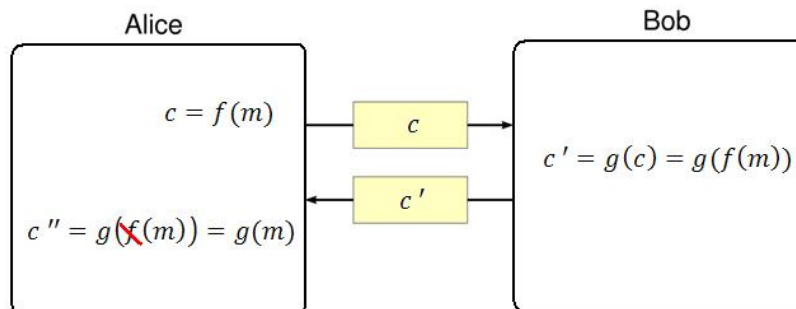 Alice
Bob
c = f(m)
c
c' = g(c) = g(f(m))
c'
c'' = g(f(m)) = g(m)